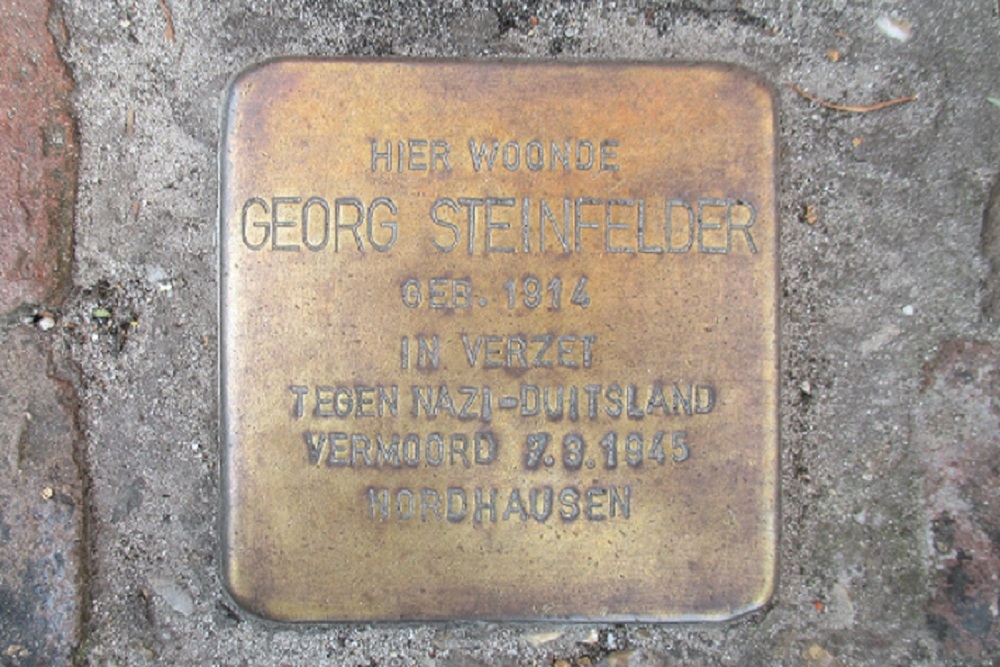 HIER WOONDE
GEORG STEINFELDER
GEB. 1914
IN VERZET
TEGEN NAZI-DUITSLAND
VERMOORD 7.3.1945
NORDHAUSEN